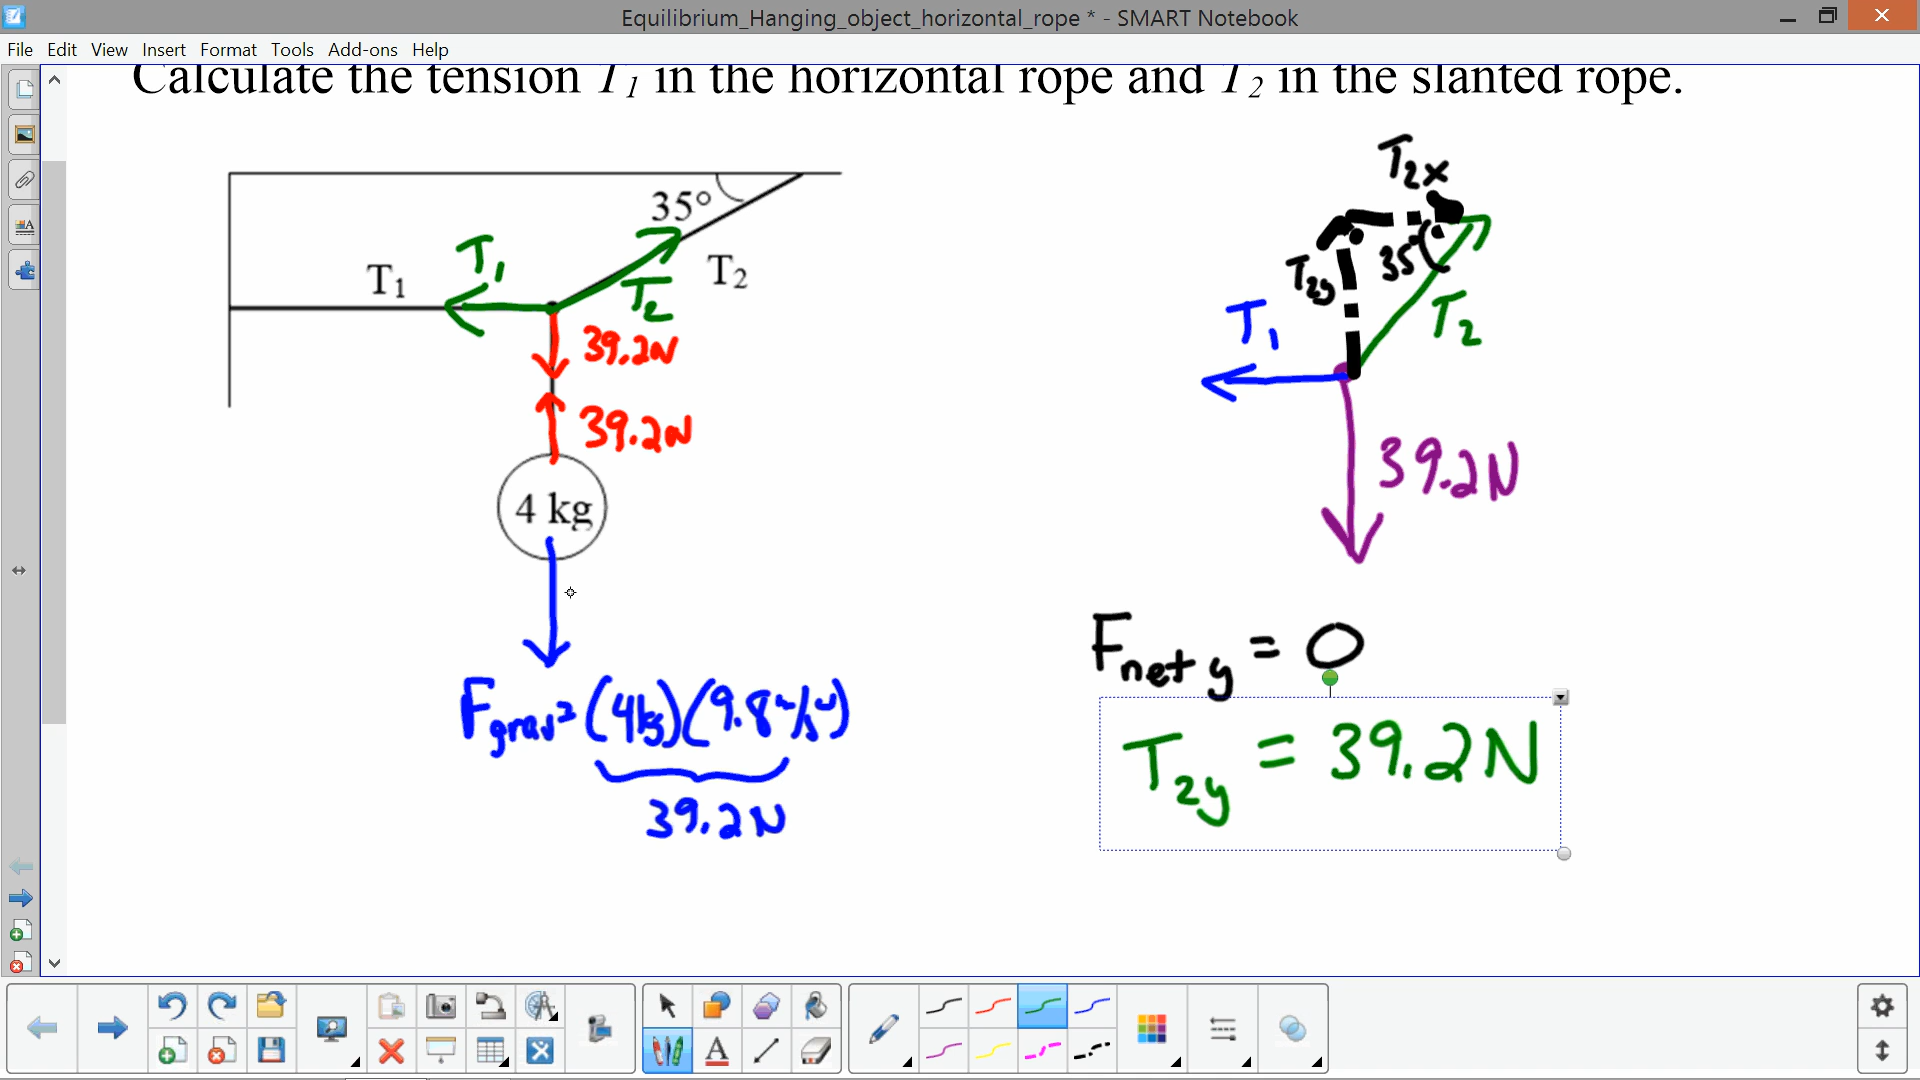 Equilibrium_Hanging_object_horizontal_rope * - SMART Notebook
File Edit View Insert Format Tools Add-ons Help
Calculate the tension T1 in the horizontal rope and T2 in the slanted rope.
T2x
35°
T1
T1
T2
T2
T2y
35°
T1
T2
39.2N
39.2N
39.2N
4 kg
Fnet y = 0
Fgrav = (4kg)(9.8m/s²)
T2y = 39.2N
39.2N